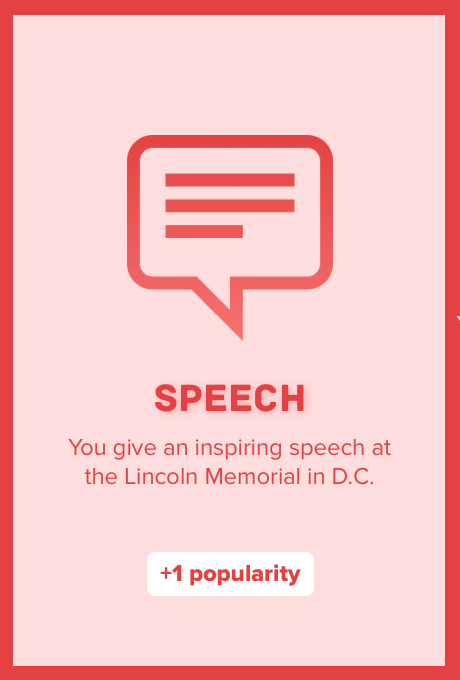 SPEECH
You give an inspiring speech at
the Lincoln Memorial in D.C.
+1 popularity